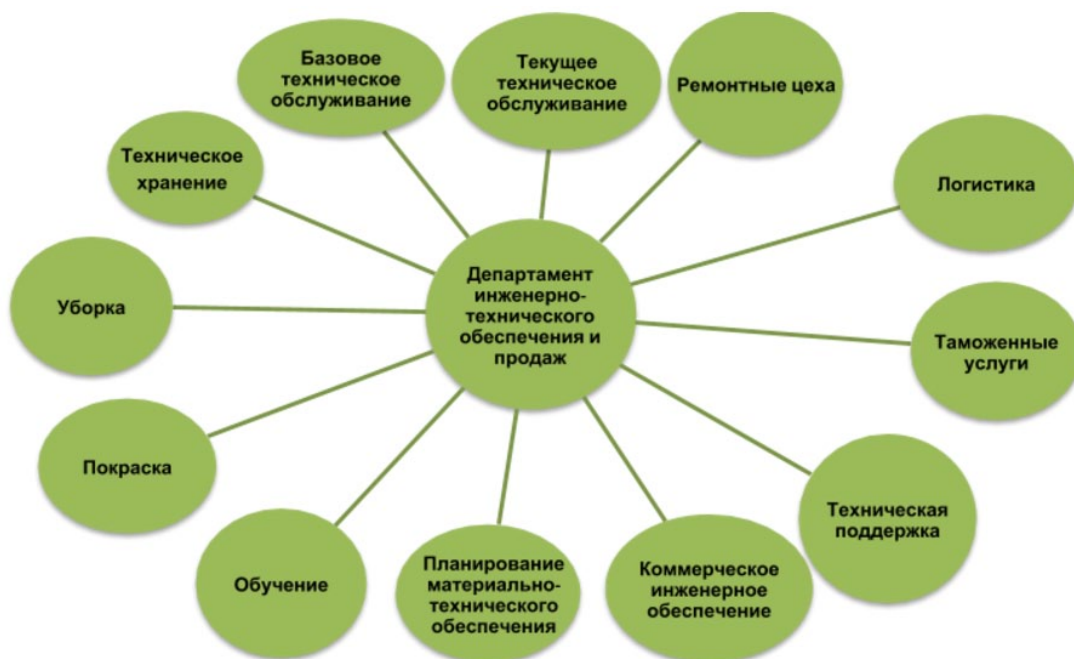 Базовое
техническое
обслуживание
Текущее
техническое
обслуживание
Ремонтные цеха
Техническое
хранение
Логистика
Департамент
инженерно-
технического
обеспечения и
продаж
Уборка
Таможенные
услуги
Покраска
Техническая
поддержка
Обучение
Планирование
материально-
технического
обеспечения
Коммерческое
инженерное
обеспечение